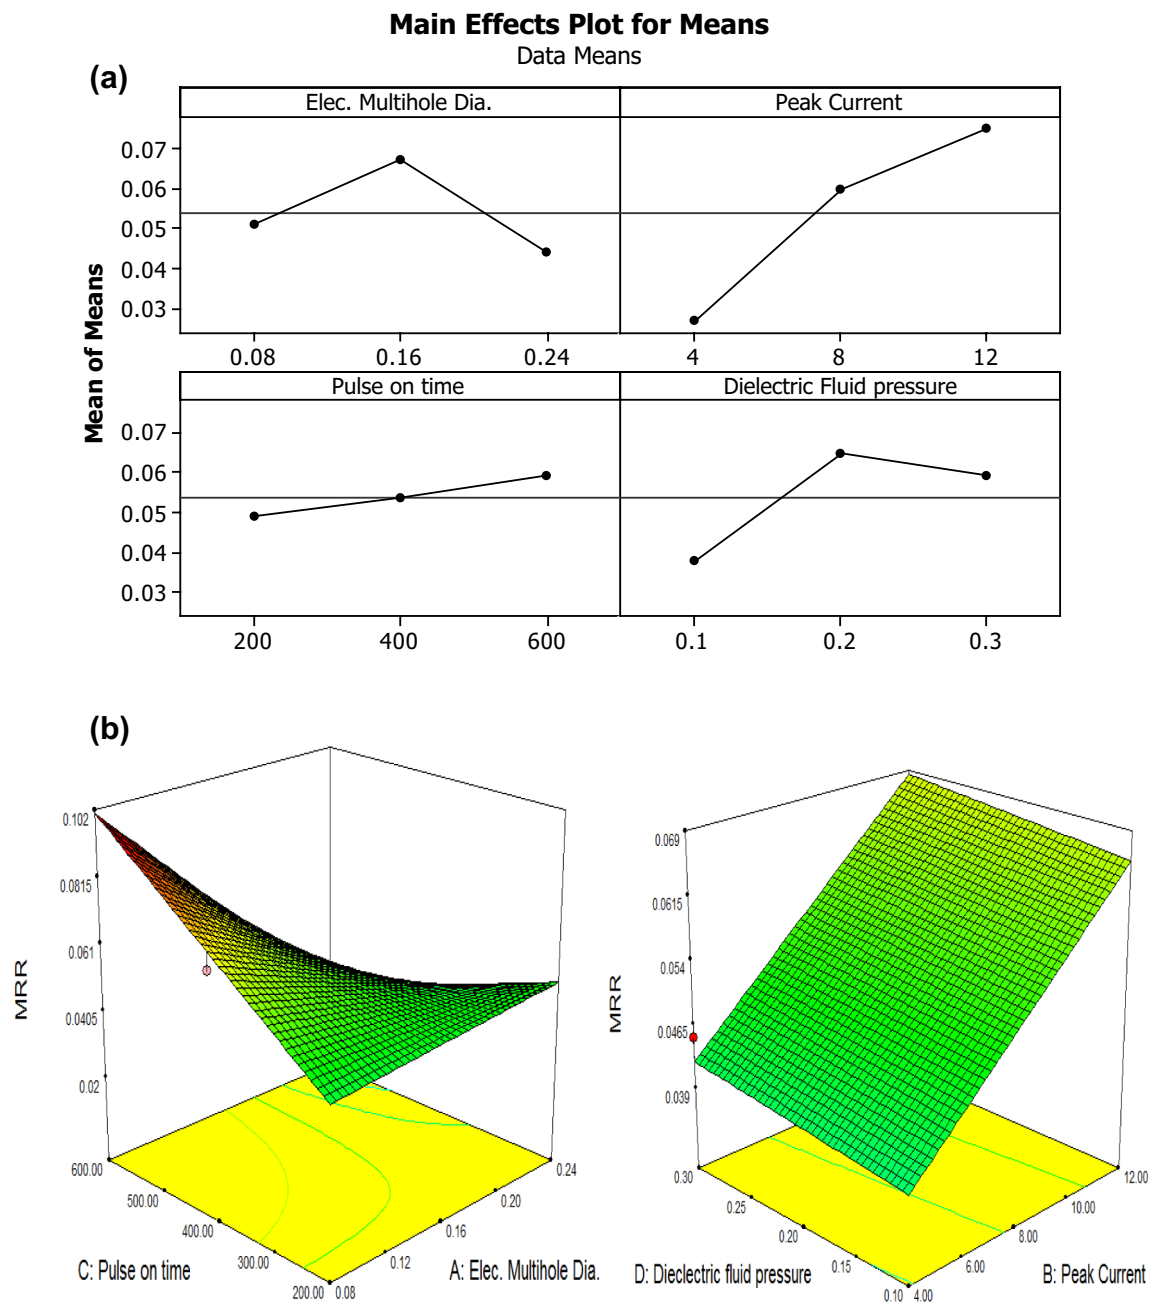 Main Effects Plot for Means
Data Means
(a)
Elec. Multihole Dia. Peak Current
0.07
0.06
0.05
0.04
0.03
0.08 0.16 0.24 4 8 12
Mean of Means
Pulse on time Dielectric Fluid pressure
0.07
0.06
0.05
0.04
0.03
200 400 600 0.1 0.2 0.3
(b)
0.102
0.0815
0.061
0.0405
0.02
MRR
600.00
500.00
400.00
300.00
200.00
C: Pulse on time
0.08
0.12
0.16
0.20
0.24
A: Elec. Multihole Dia.
0.069
0.0615
0.054
0.0465
0.039
MRR
0.30
0.25
0.20
0.15
0.10
D: Dieclectric fluid pressure
4.00
6.00
8.00
10.00
12.00
B: Peak Current